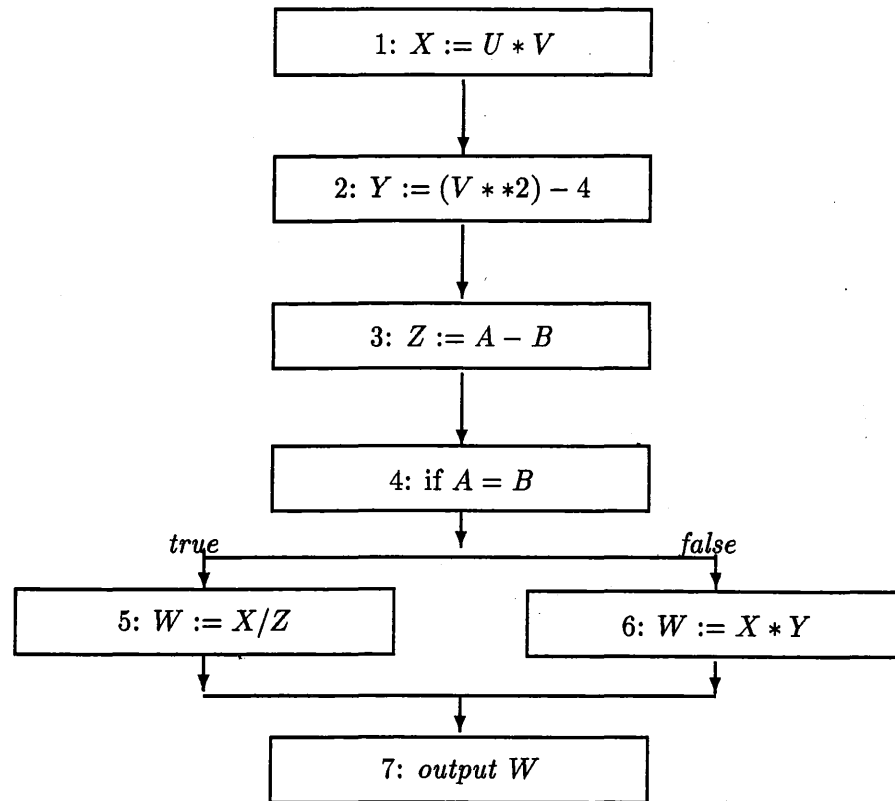 1: X := U * V
2: Y := (V * *2) − 4
3: Z := A − B
4: if A = B
true false
5: W := X/Z
6: W := X * Y
7: output W